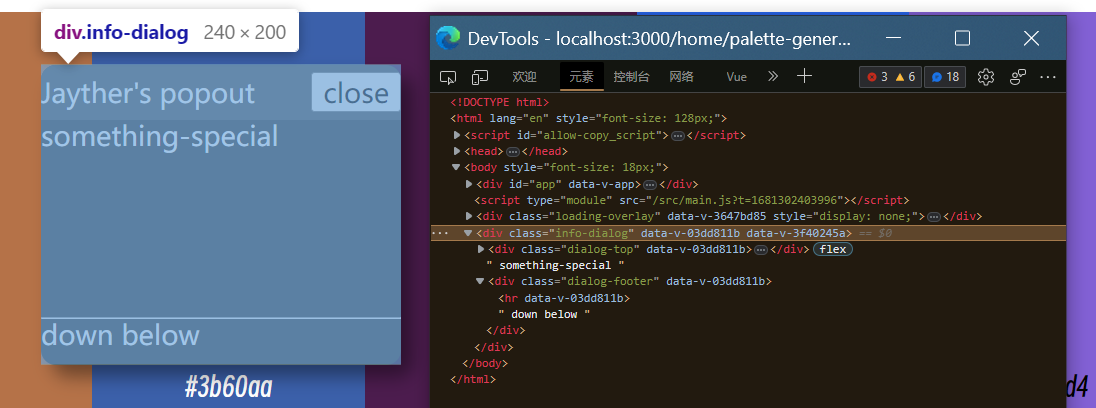 div.info-dialog 240 × 200
Jayther's popout close
something-special
down below
#3b60aa
DevTools - localhost:3000/home/palette-gener...
欢迎 元素 控制台 网络 Vue 3 6 18
<!DOCTYPE html>
<html lang="en" style="font-size: 128px;">
<script id="allow-copy_script">…</script>
<head>…</head>
<body style="font-size: 18px;">
<div id="app" data-v-app>…</div>
<script type="module" src="/src/main.js?t=1681302403996"></script>
<div class="loading-overlay" data-v-3647bd85 style="display: none;">…</div>
<div class="info-dialog" data-v-03dd811b data-v-3f40245a> == $0
<div class="dialog-top" data-v-03dd811b>…</div> flex
" something-special "
<div class="dialog-footer" data-v-03dd811b>
<hr data-v-03dd811b>
" down below "
</div>
</div>
</body>
</html>
d4